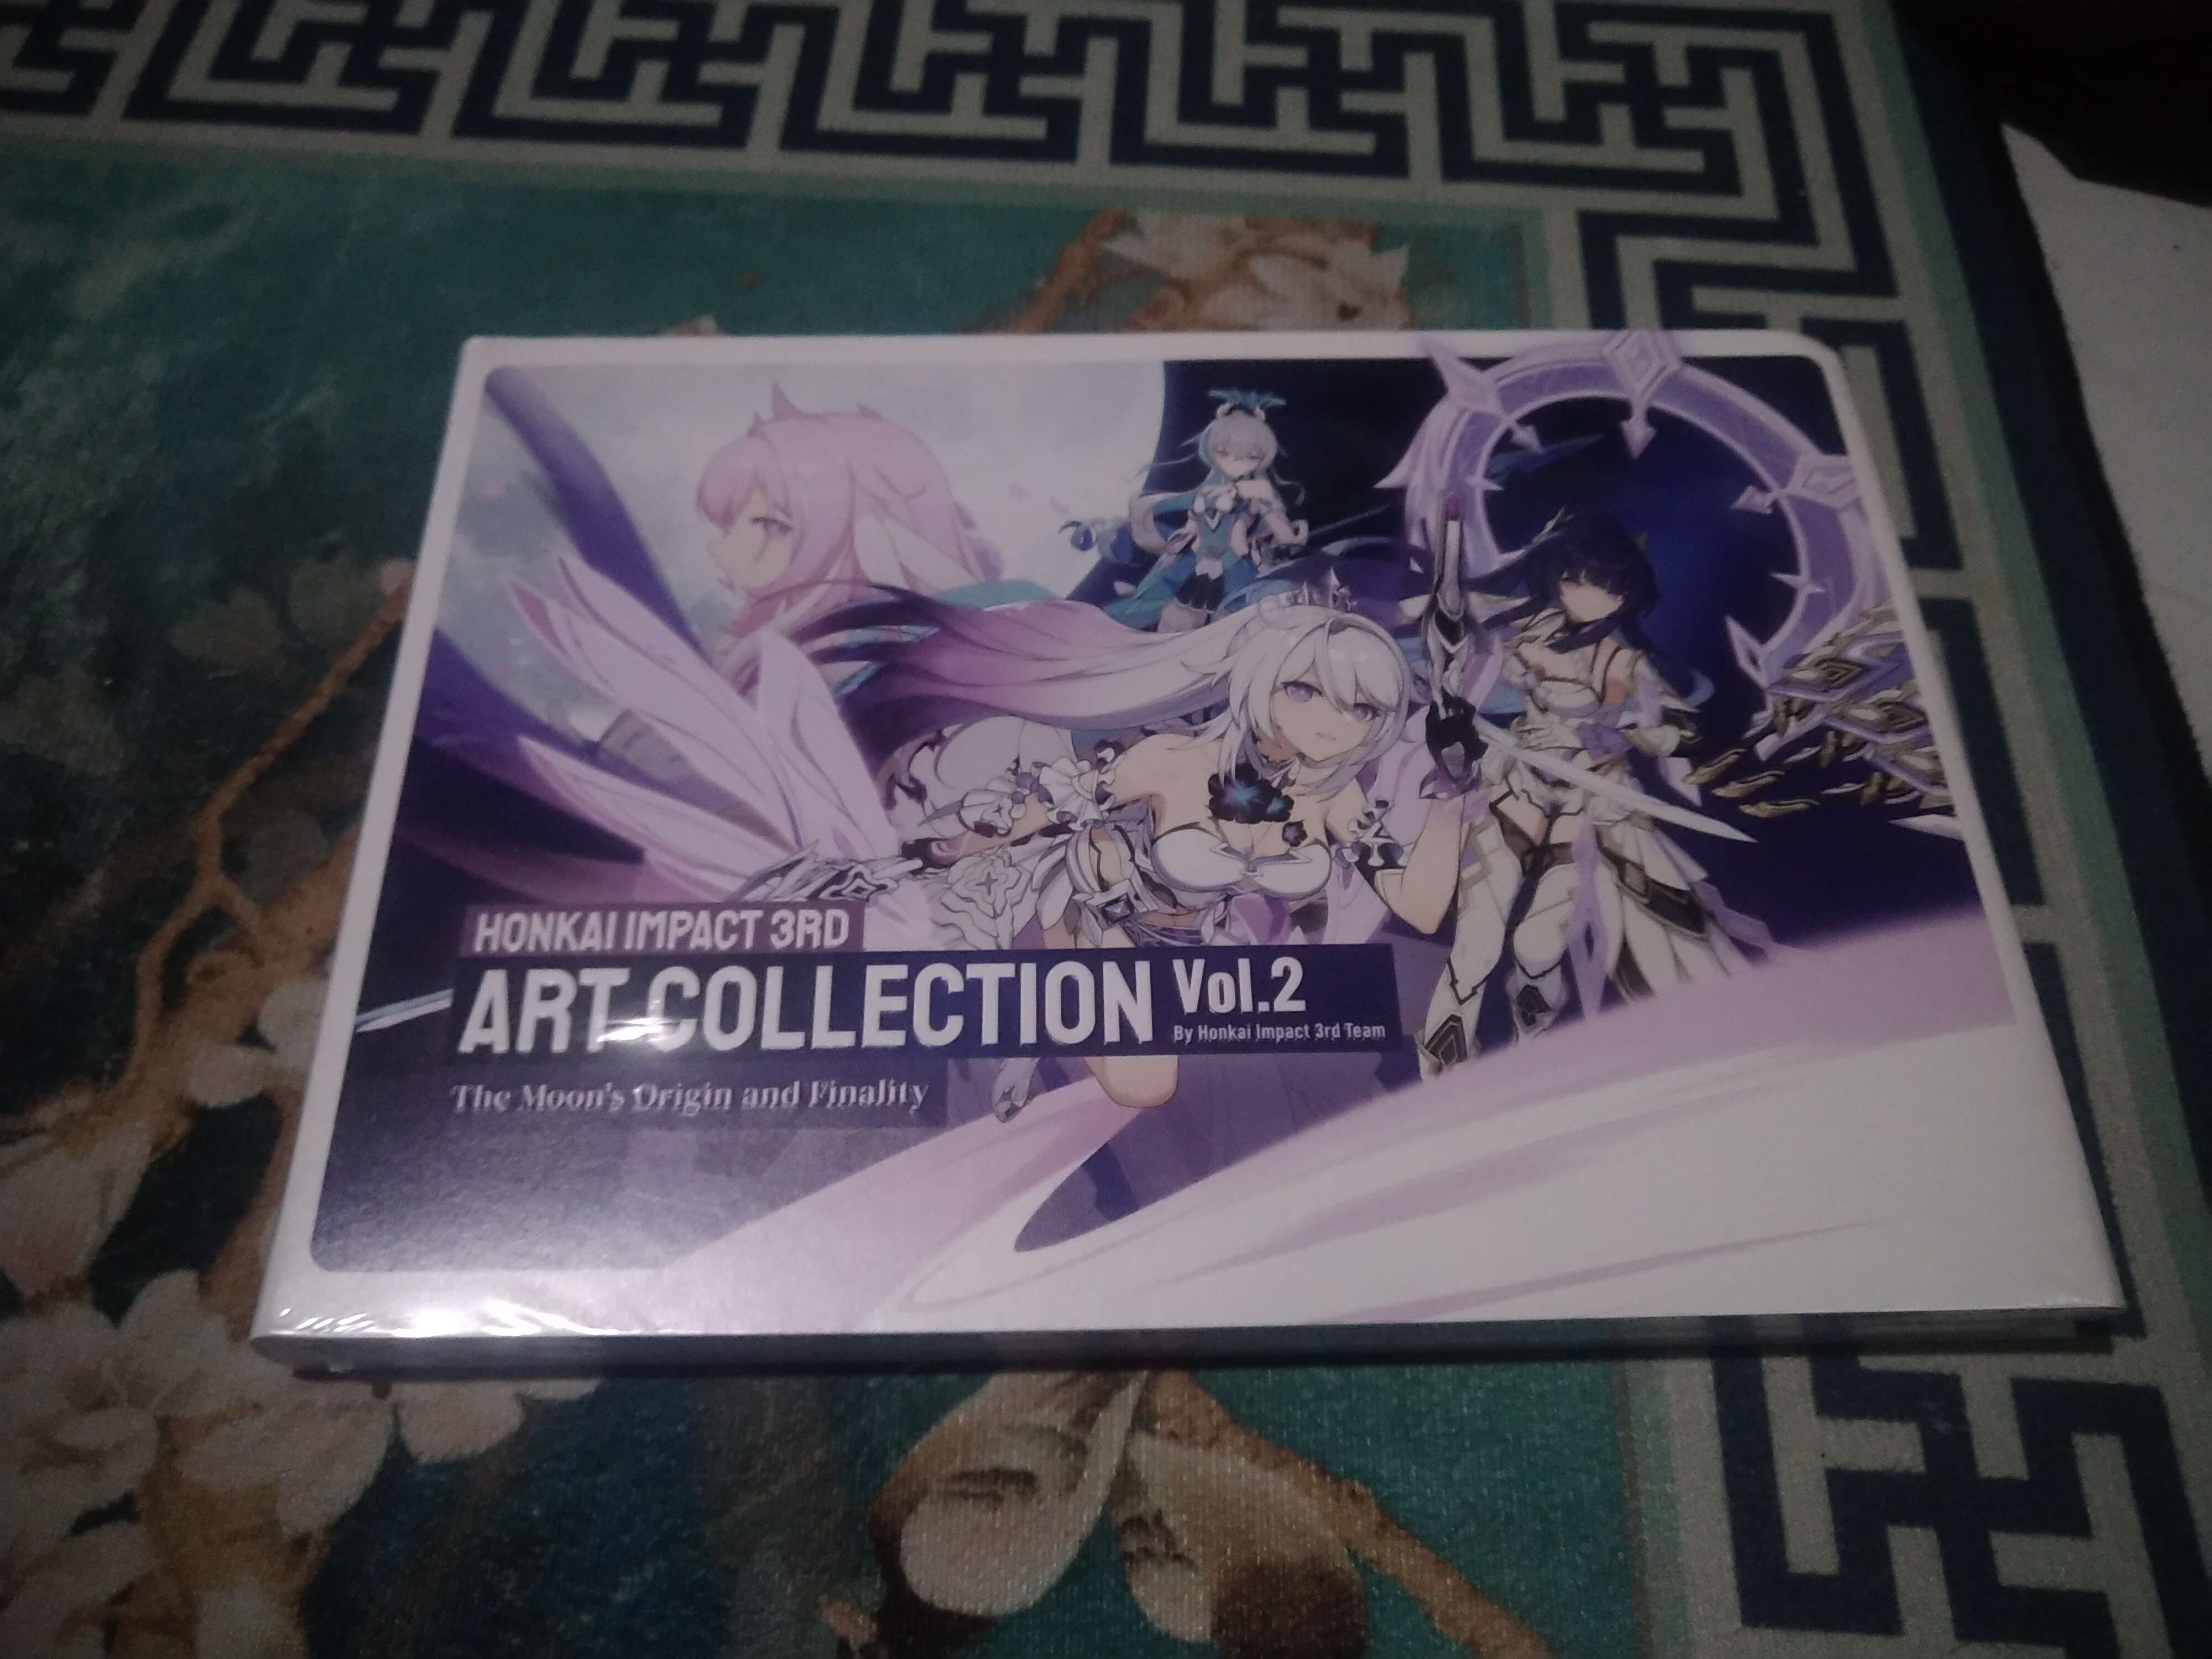 HONKAI IMPACT 3RD
ART COLLECTION Vol.2
By Honkai Impact 3rd Team
The Moon's Origin and Finality